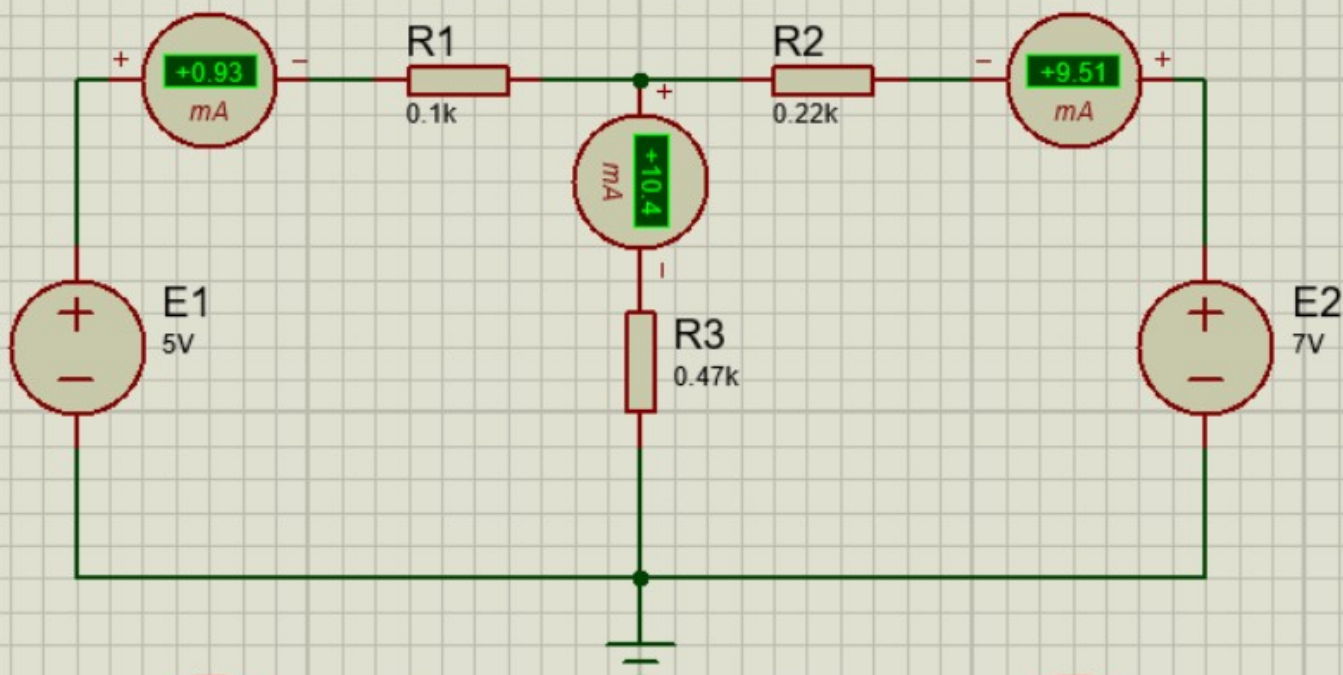 + +0.93 −
mA
R1
0.1k
R2
0.22k
− +9.51 +
mA
+
+10.4
mA
−
E1
5V
R3
0.47k
E2
7V